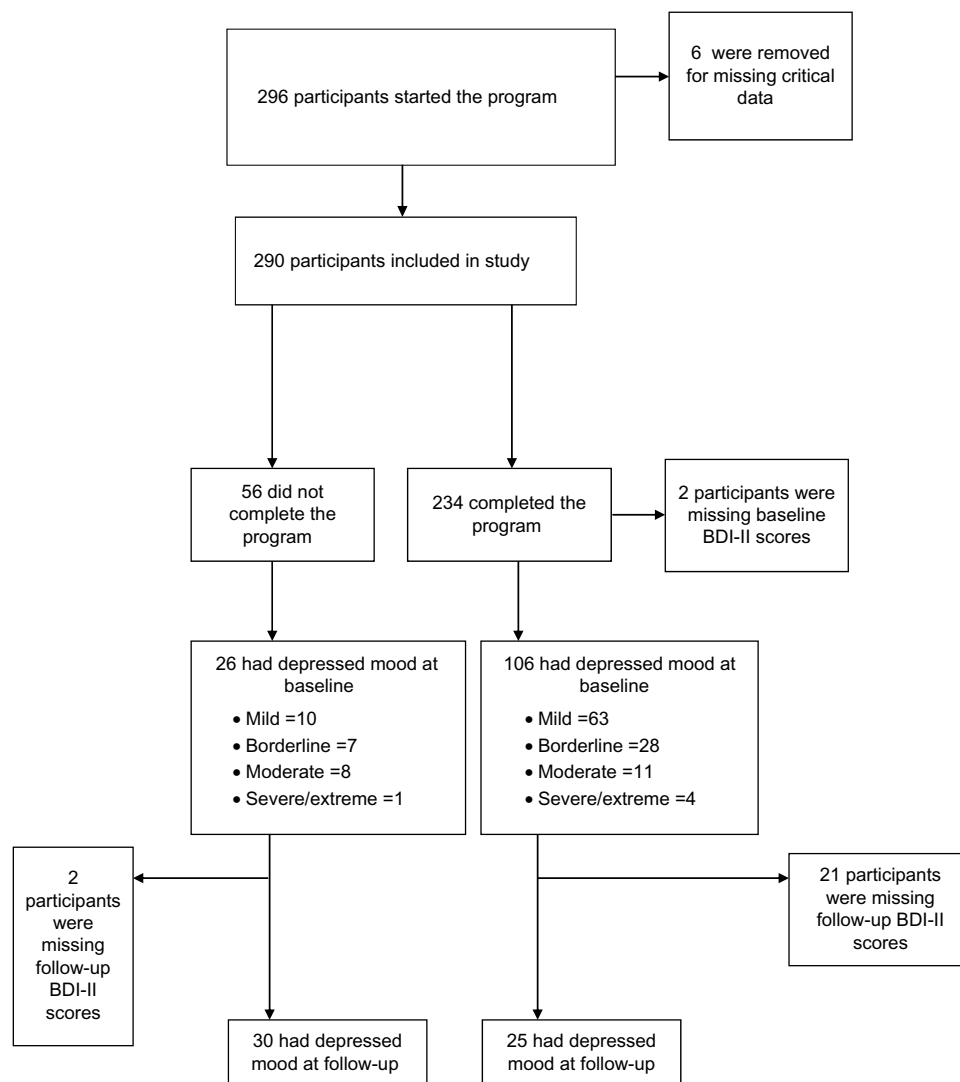 296 participants started the program
6 were removed
for missing critical
data
290 participants included in study
56 did not
complete the
program
234 completed the
program
2 participants were
missing baseline
BDI-II scores
26 had depressed mood at
baseline
• Mild =10
• Borderline =7
• Moderate =8
• Severe/extreme =1
106 had depressed mood at
baseline
• Mild =63
• Borderline =28
• Moderate =11
• Severe/extreme =4
2
participants
were
missing
follow-up
BDI-II
scores
21 participants
were missing
follow-up BDI-II
scores
30 had depressed
mood at follow-up
25 had depressed
mood at follow-up